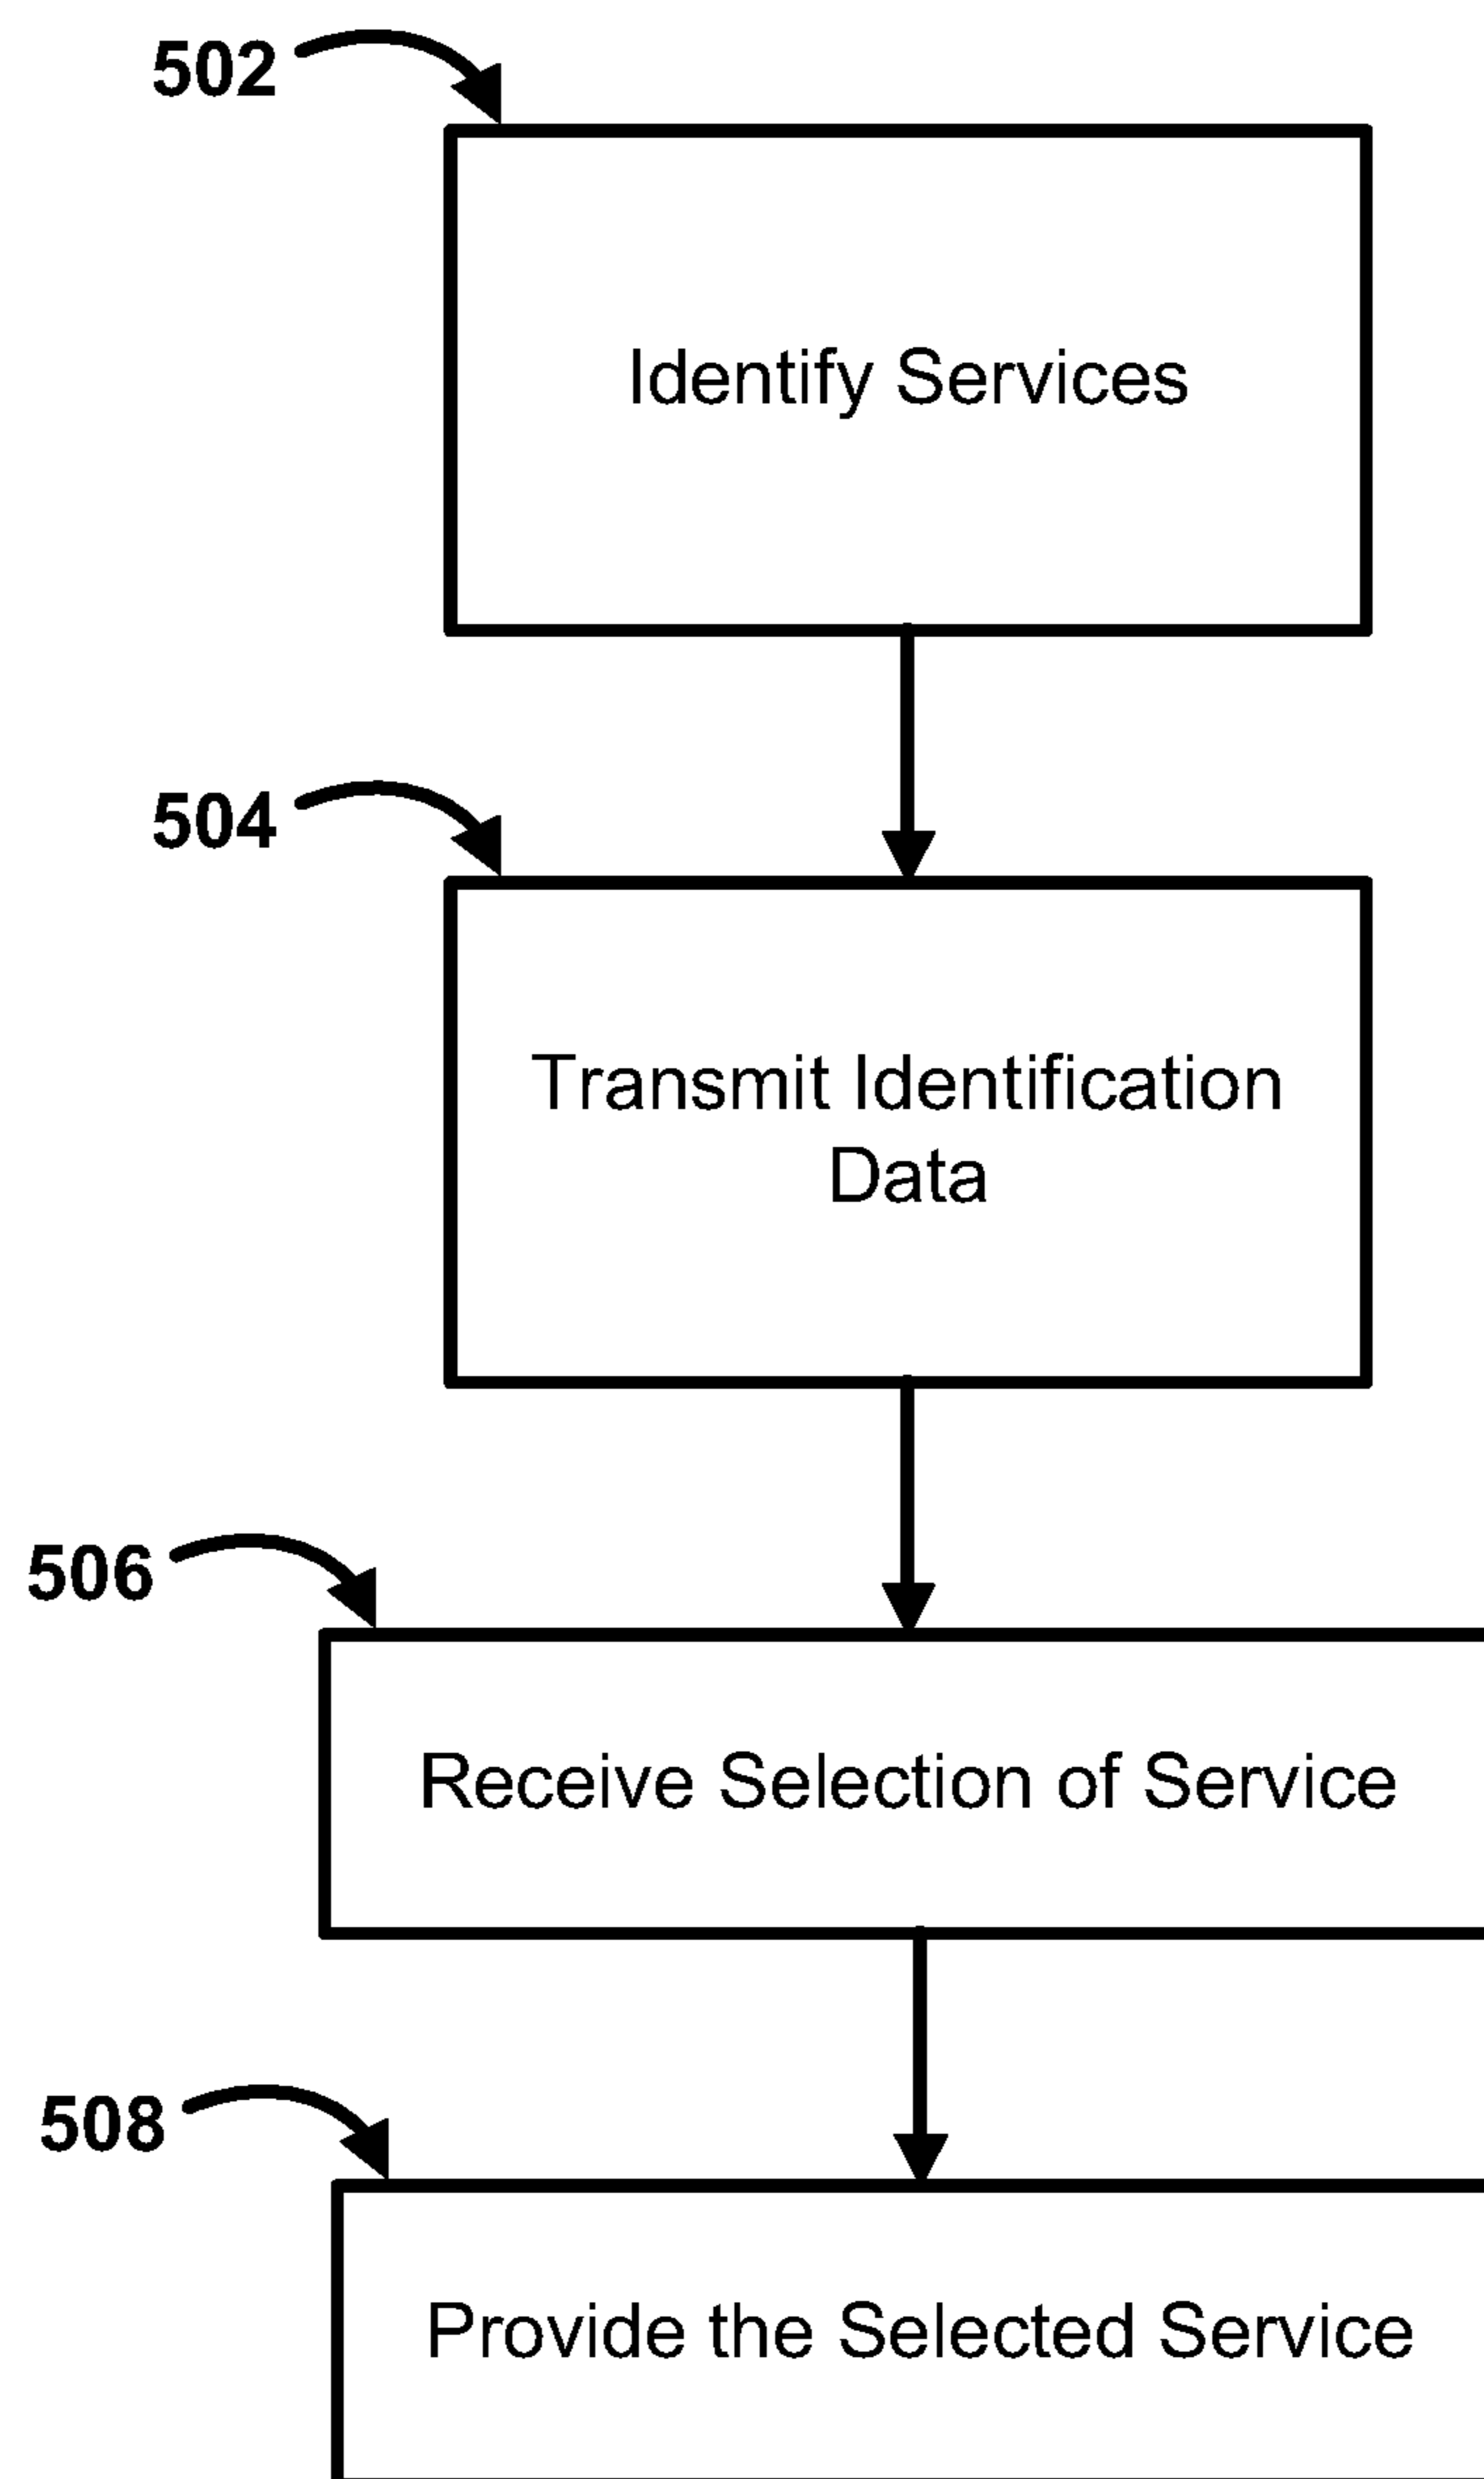 502
Identify Services
504
Transmit Identification
Data
506
Receive Selection of Service
508
Provide the Selected Service